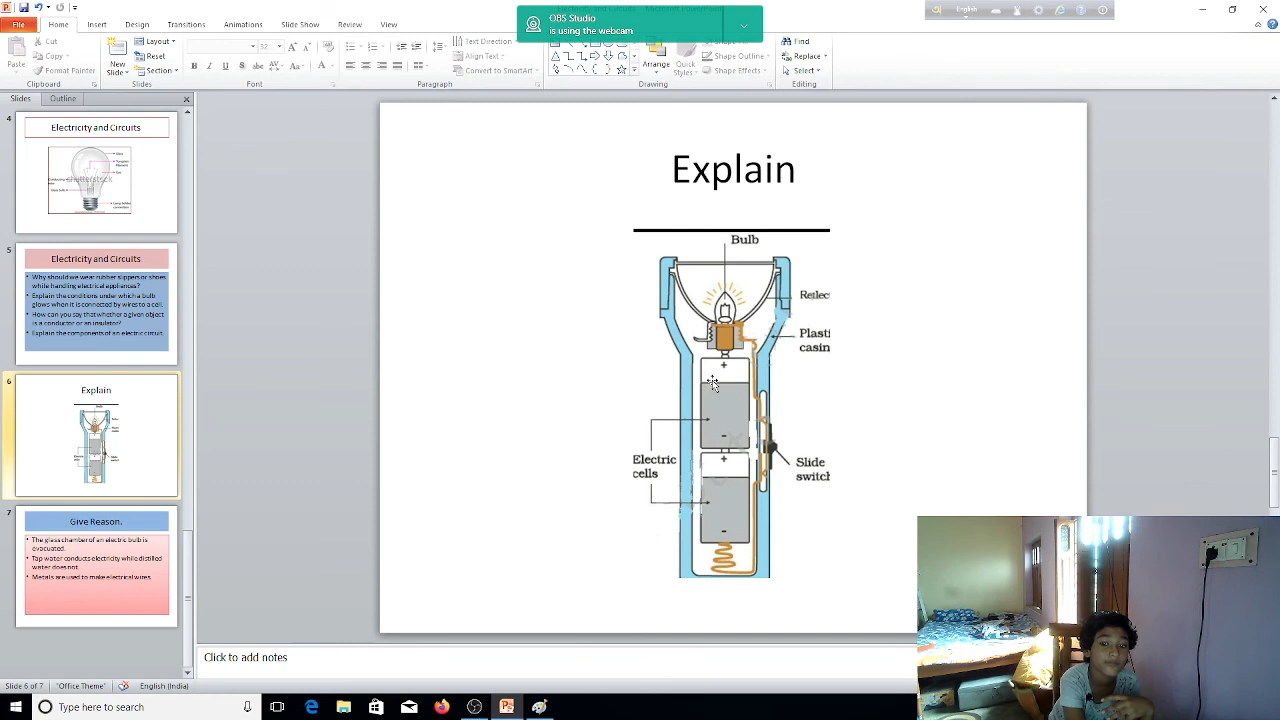 OBS Studio
is using the webcam
English
File
Home
Insert
Design
Transitions
Animations
Slide Show
Review
View
Cut
Copy
Format Painter
Clipboard
New
Slide
Layout
Reset
Section
Slides
32
B I U S
Font
Text Direction
Align Text
Convert to SmartArt
Paragraph
Arrange
Quick
Styles
Shape Outline
Shape Effects
Drawing
Find
Replace
Select
Editing
Slides
Outline
4
Electricity and Circuits
5
Electricity and Circuits
• Why should we wear rubber slippers or shoes
while handing electrical appliances?
• Explain the conditions under which a bulb
glows when it is connected by wires to a cell.
• How can you say that whether a given object
is a conductor or an insulator?
• Explain the components of an electric circuit.
6
Explain
7
Give Reason.
• The glass chamber of an electric bulb is
evacuated.
• Tap water conducts electricity while distilled
water does not.
• Metals are used to make electrical wires.
Explain
Bulb
Reflec
Plasti
casin
+
-
+
-
Electric
cells
Slide
switch
Click to add notes
Slide 6 of 7
"Office Theme"
English (India)
Type here to search